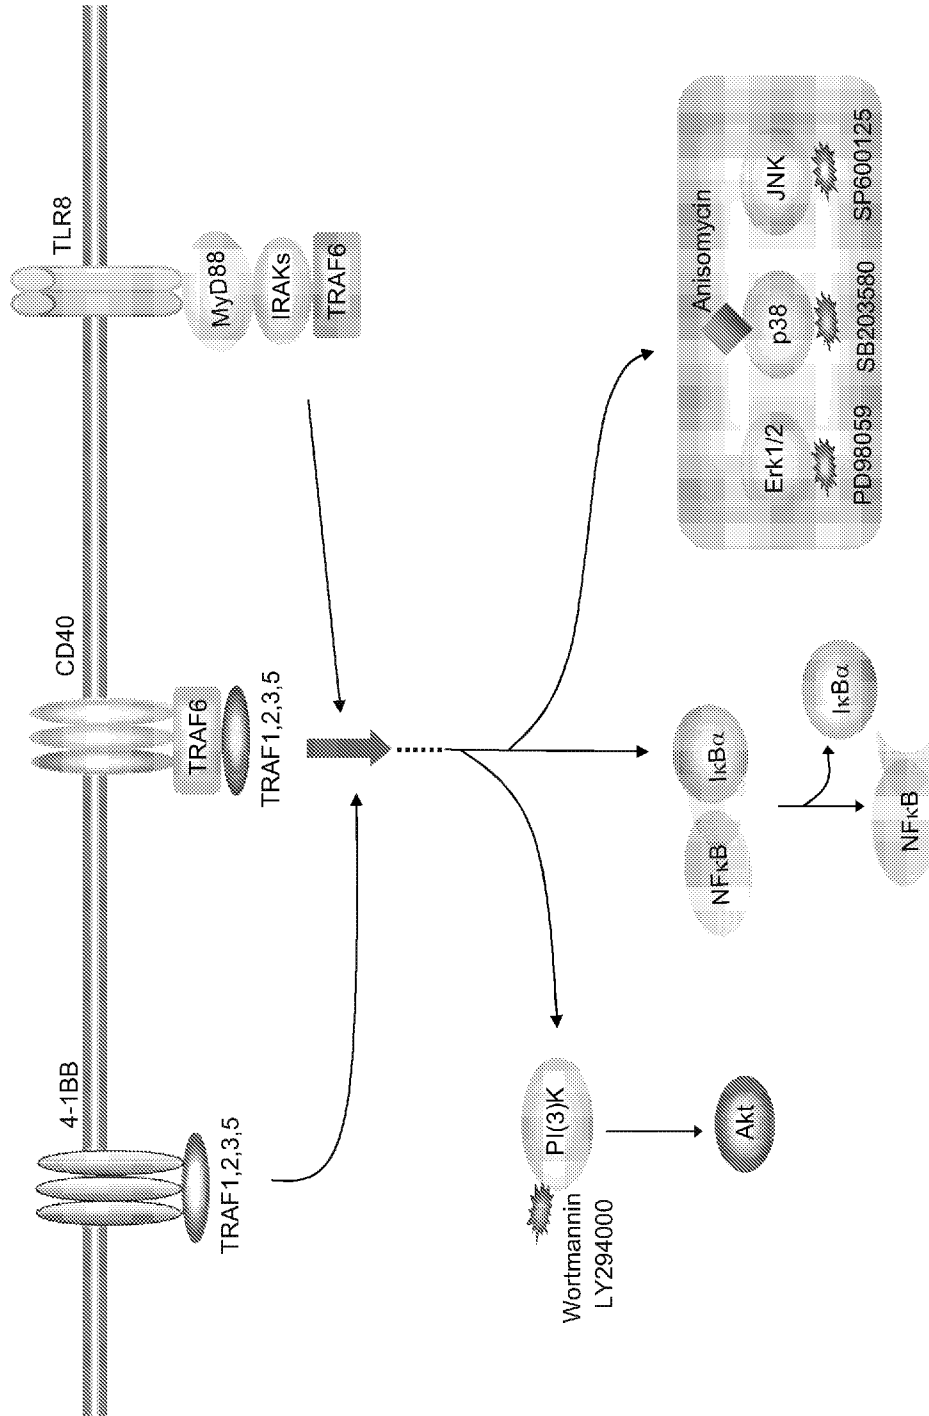 4-1BB
TRAF1,2,3,5
CD40
TRAF6
TRAF1,2,3,5
TLR8
MyD88
IRAKs
TRAF6
PI(3)K
Wortmannin
LY294000
Akt
NFκB
IκBα
IκBα
NFκB
Anisomycin
Erk1/2
p38
JNK
PD98059
SB203580
SP600125